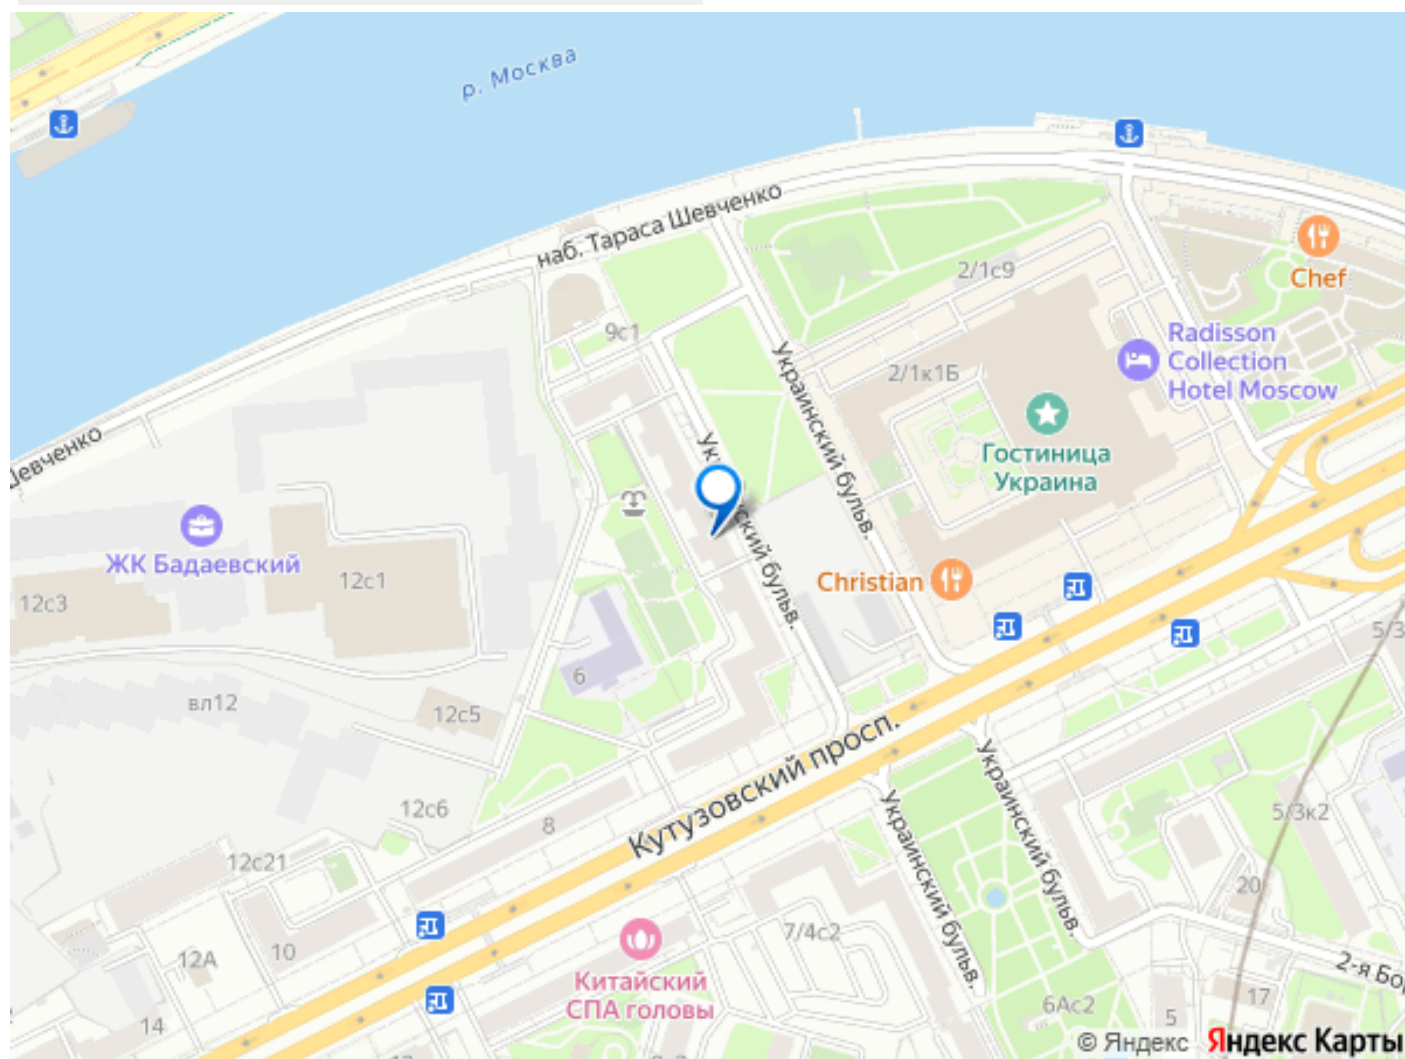 р. Москва
наб. Тараса Шевченко
Chef
2/1с9
Radisson
Collection
Hotel Moscow
9с1
Украинский бульв.
2/1к1Б
Гостиница
Украина
Шевченко
ЖК Бадаевский
12с1
12с3
Christian
5/3
6
вл12
12с5
Кутузовский просп.
Украинский бульв.
Украинский бульв.
12с6
8
5/3к2
12с21
20
7/4с2
12А
10
Китайский
СПА головы
2-я Бор
17
6Ас2
5
14
© Яндекс Яндекс Карты